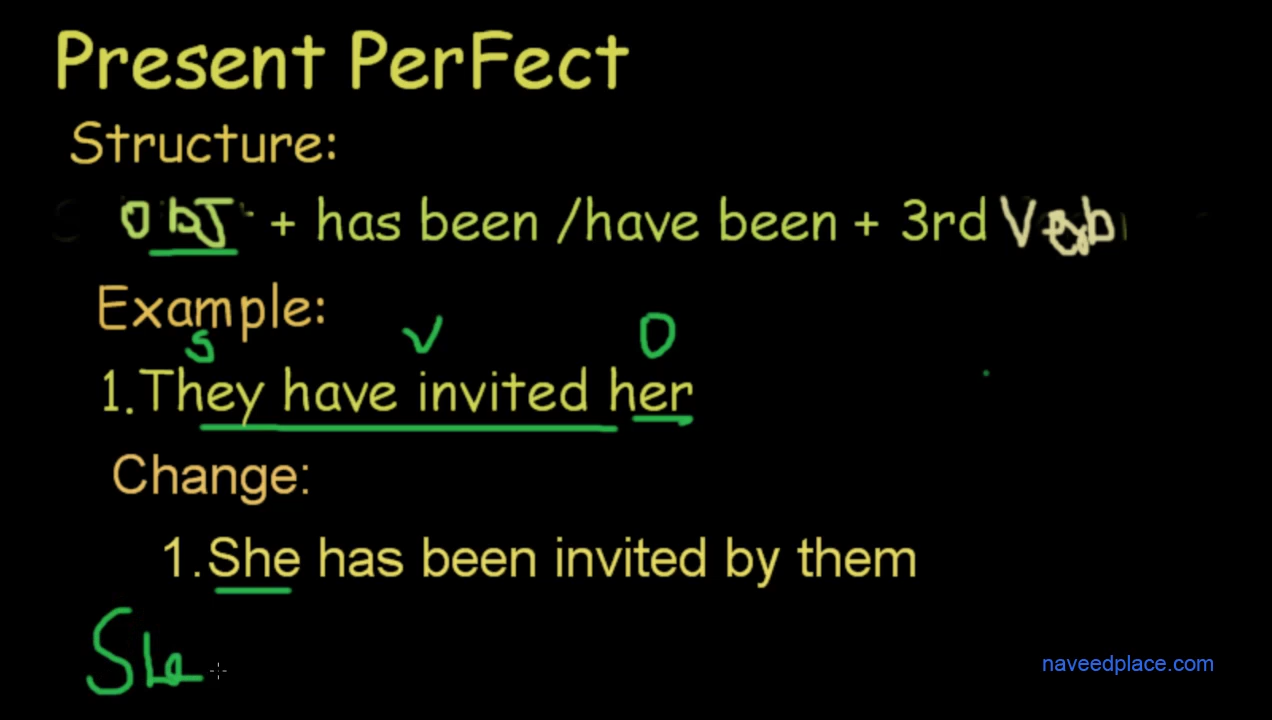 Present PerFect
Structure:
obJ + has been /have been + 3rd Verb
Example:
S V O
1.They have invited her
Change:
1.She has been invited by them
She
naveedplace.com